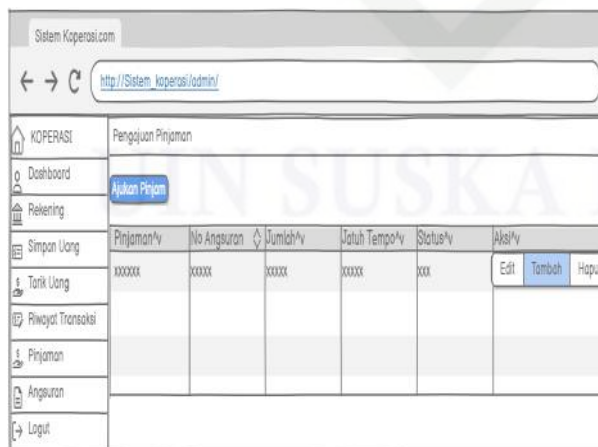 Sistem Koperasi.com
http://Sistem_koperasi/admin/
KOPERASI
Dashboard
Rekening
Simpan Uang
Tarik Uang
Riwayat Transaksi
Pinjaman
Angsuran
Logut
Pengajuan Pinjaman
UIN SUSKA
Ajukan Pinjam
Pinjaman^v No Angsuran Jumlah^v Jatuh Tempo^v Status^v Aksi^v
xxxxxx xxxxx xxxxx xxxxx xxx Edit Tambah Hapu